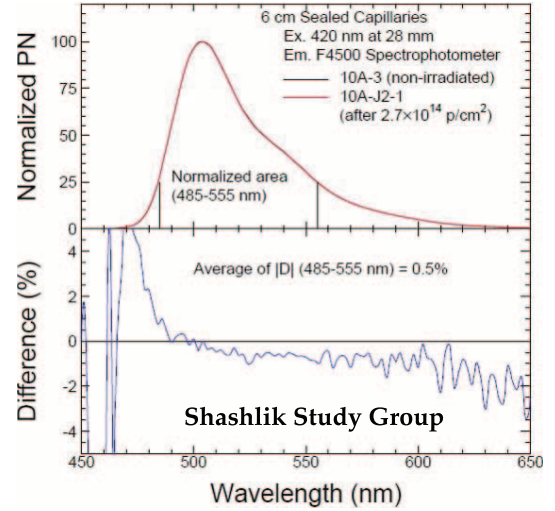 6 cm Sealed Capillaries
Ex. 420 nm at 28 mm
Em. F4500 Spectrophotometer
10A-3 (non-irradiated)
10A-J2-1
(after 2.7×10¹⁴ p/cm²)
Normalized PN
100
75
50
25
0
Normalized area
(485-555 nm)
Difference (%)
4
2
0
-2
-4
Average of |D| (485-555 nm) = 0.5%
Shashlik Study Group
450 500 550 600 650
Wavelength (nm)